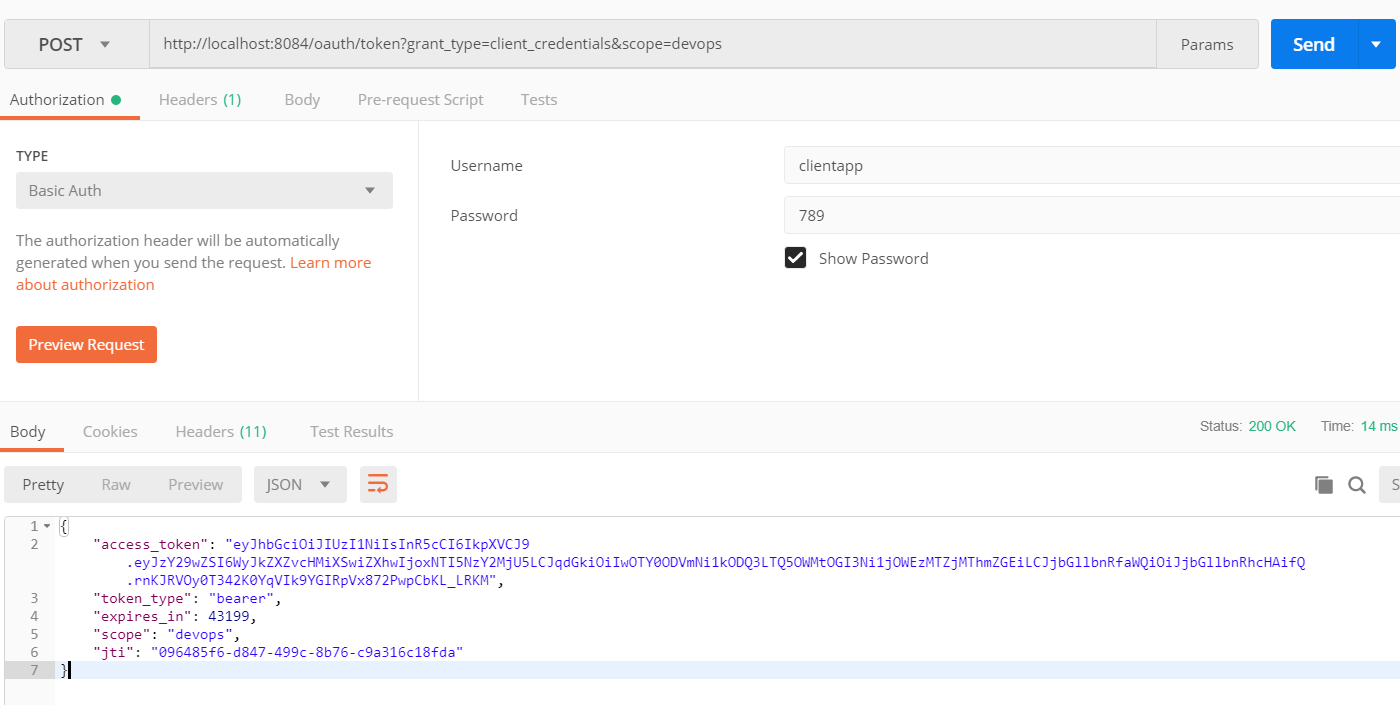 POST
http://localhost:8084/oauth/token?grant_type=client_credentials&scope=devops
Params
Send
Authorization
Headers (1)
Body
Pre-request Script
Tests
TYPE
Basic Auth
The authorization header will be automatically
generated when you send the request. Learn more
about authorization
Preview Request
Username
clientapp
Password
789
Show Password
Body
Cookies
Headers (11)
Test Results
Status: 200 OK
Time: 14 ms
Pretty
Raw
Preview
JSON
S
1 {
2 "access_token": "eyJhbGciOiJIUzI1NiIsInR5cCI6IkpXVCJ9
.eyJzY29wZSI6WyJkZXZvcHMiXSwiZXhwIjoxNTI5NzY2MjU5LCJqdGkiOiIwOTY0ODVmNi1kODQ3LTQ5OWMtOGI3Ni1jOWEzMTZjMThmZGEiLCJjbGllbnRfaWQiOiJjbGllbnRhcHAifQ
.rnKJRVOy0T342K0YqVIk9YGIRpVx872PwpCbKL_LRKM",
3 "token_type": "bearer",
4 "expires_in": 43199,
5 "scope": "devops",
6 "jti": "096485f6-d847-499c-8b76-c9a316c18fda"
7 }